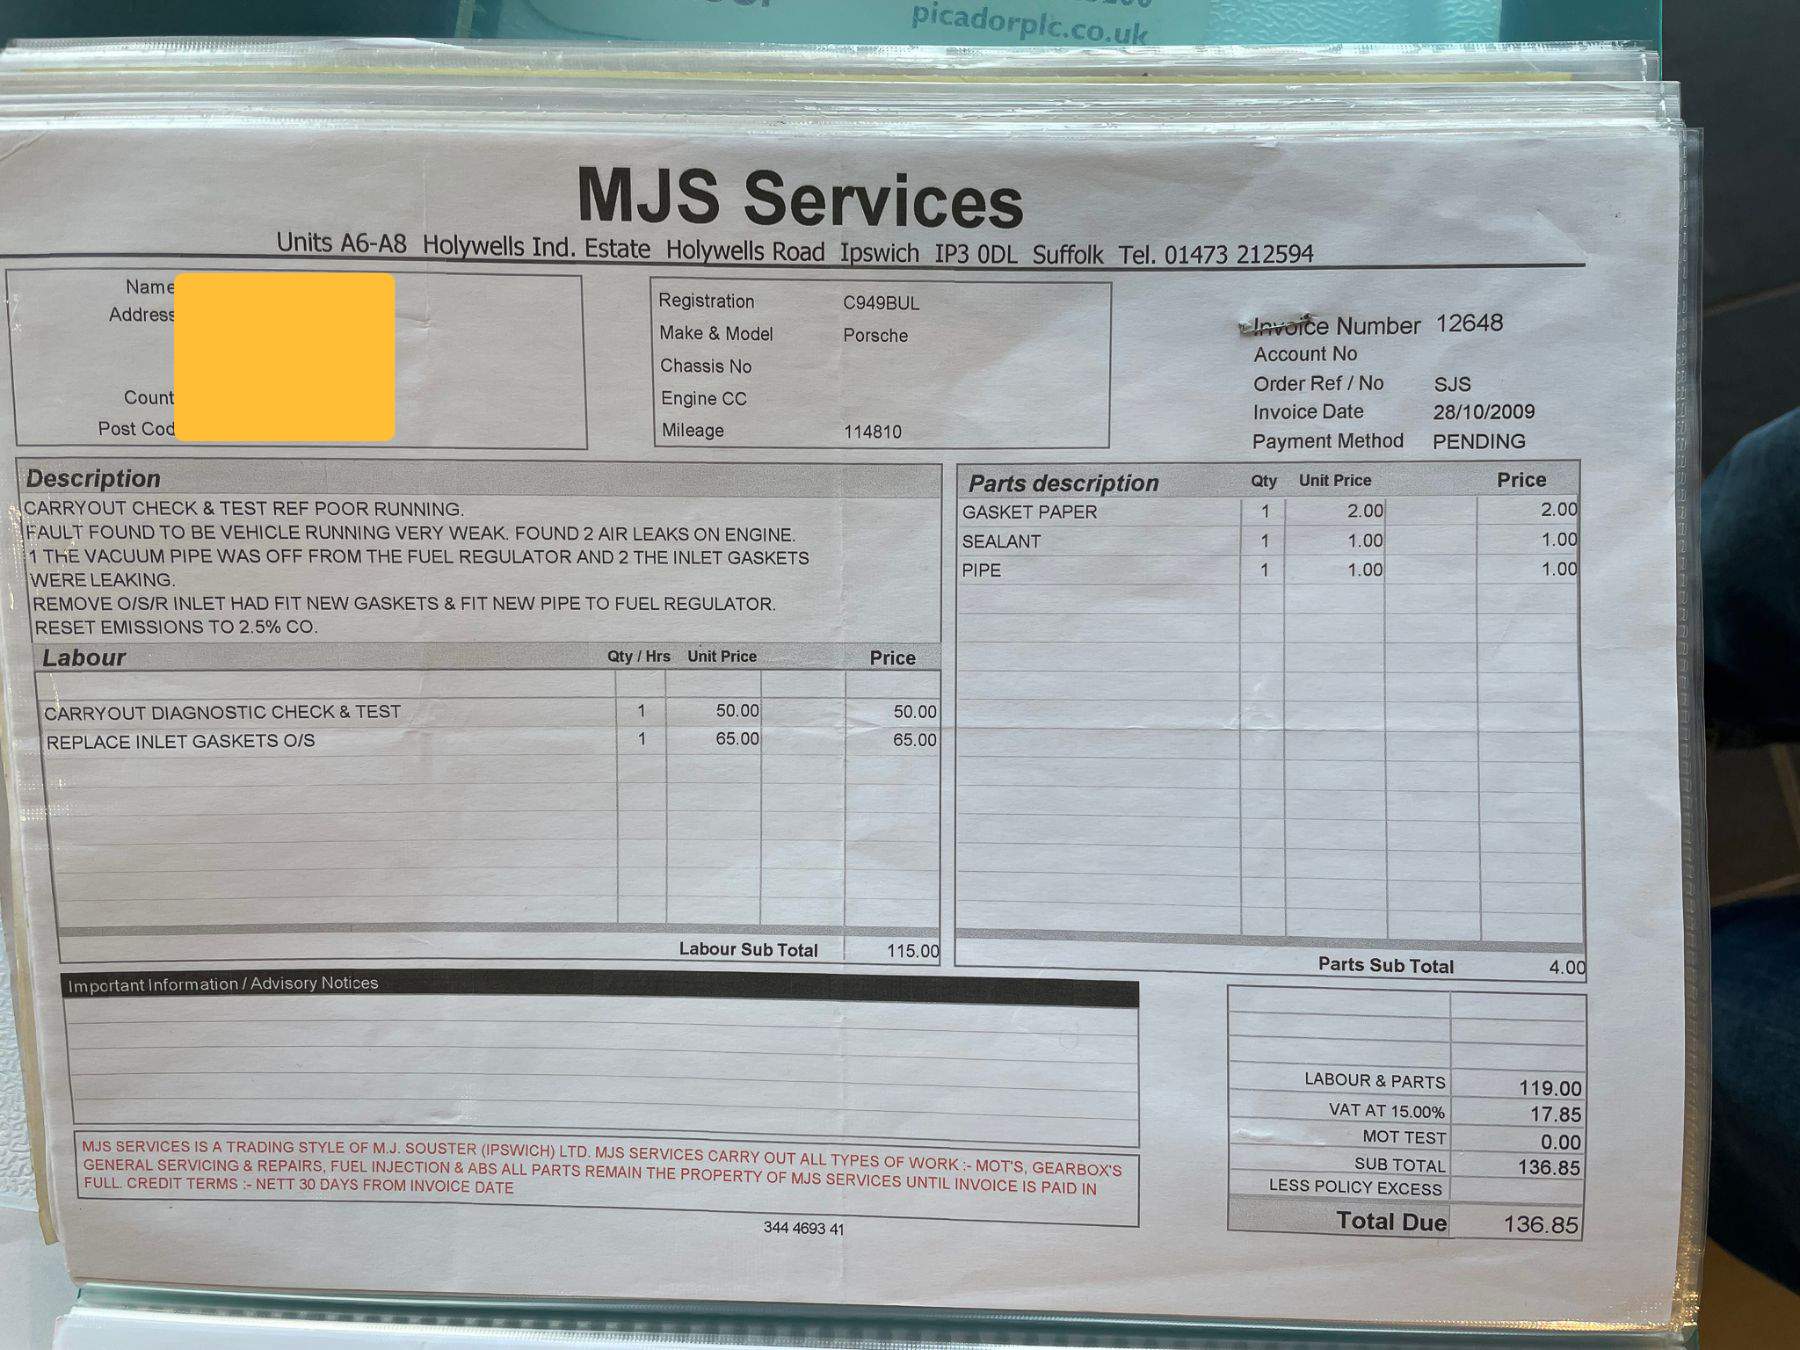 picadorplc.co.uk
MJS Services
Units A6-A8 Holywells Ind. Estate Holywells Road Ipswich IP3 0DL Suffolk Tel. 01473 212594
Name
Address
Count
Post Cod
Registration C949BUL
Make & Model Porsche
Chassis No
Engine CC
Mileage 114810
Invoice Number 12648
Account No
Order Ref / No SJS
Invoice Date 28/10/2009
Payment Method PENDING
Description
CARRYOUT CHECK & TEST REF POOR RUNNING.
FAULT FOUND TO BE VEHICLE RUNNING VERY WEAK. FOUND 2 AIR LEAKS ON ENGINE.
1 THE VACUUM PIPE WAS OFF FROM THE FUEL REGULATOR AND 2 THE INLET GASKETS
WERE LEAKING.
REMOVE O/S/R INLET HAD FIT NEW GASKETS & FIT NEW PIPE TO FUEL REGULATOR.
RESET EMISSIONS TO 2.5% CO.
Labour Qty / Hrs Unit Price Price
CARRYOUT DIAGNOSTIC CHECK & TEST 1 50.00 50.00
REPLACE INLET GASKETS O/S 1 65.00 65.00
Labour Sub Total 115.00
Parts description Qty Unit Price Price
GASKET PAPER 1 2.00 2.00
SEALANT 1 1.00 1.00
PIPE 1 1.00 1.00
Parts Sub Total 4.00
Important Information / Advisory Notices
LABOUR & PARTS 119.00
VAT AT 15.00% 17.85
MOT TEST 0.00
SUB TOTAL 136.85
LESS POLICY EXCESS
Total Due 136.85
MJS SERVICES IS A TRADING STYLE OF M.J. SOUSTER (IPSWICH) LTD. MJS SERVICES CARRY OUT ALL TYPES OF WORK :- MOT'S, GEARBOX'S
GENERAL SERVICING & REPAIRS, FUEL INJECTION & ABS ALL PARTS REMAIN THE PROPERTY OF MJS SERVICES UNTIL INVOICE IS PAID IN
FULL. CREDIT TERMS :- NETT 30 DAYS FROM INVOICE DATE
344 4693 41